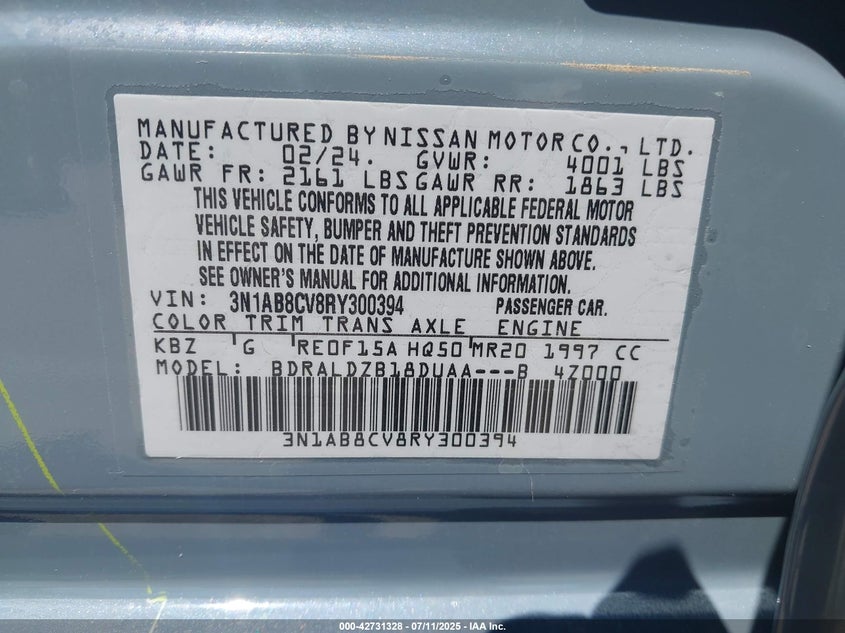 MANUFACTURED BY NISSAN MOTOR CO., LTD.
DATE: 02/24. GVWR: 4001 LBS
GAWR FR: 2161 LBS GAWR RR: 1863 LBS
THIS VEHICLE CONFORMS TO ALL APPLICABLE FEDERAL MOTOR
VEHICLE SAFETY, BUMPER AND THEFT PREVENTION STANDARDS
IN EFFECT ON THE DATE OF MANUFACTURE SHOWN ABOVE.
SEE OWNER'S MANUAL FOR ADDITIONAL INFORMATION.
VIN: 3N1AB8CV8RY300394 PASSENGER CAR.
COLOR TRIM TRANS AXLE ENGINE
KBZ G RE0F15A HQ50 MR20 1997 CC
MODEL: BDRALDZB18DUAA---B 4Z000
3N1AB8CV8RY300394
000-42731328 - 07/11/2025 - IAA Inc.